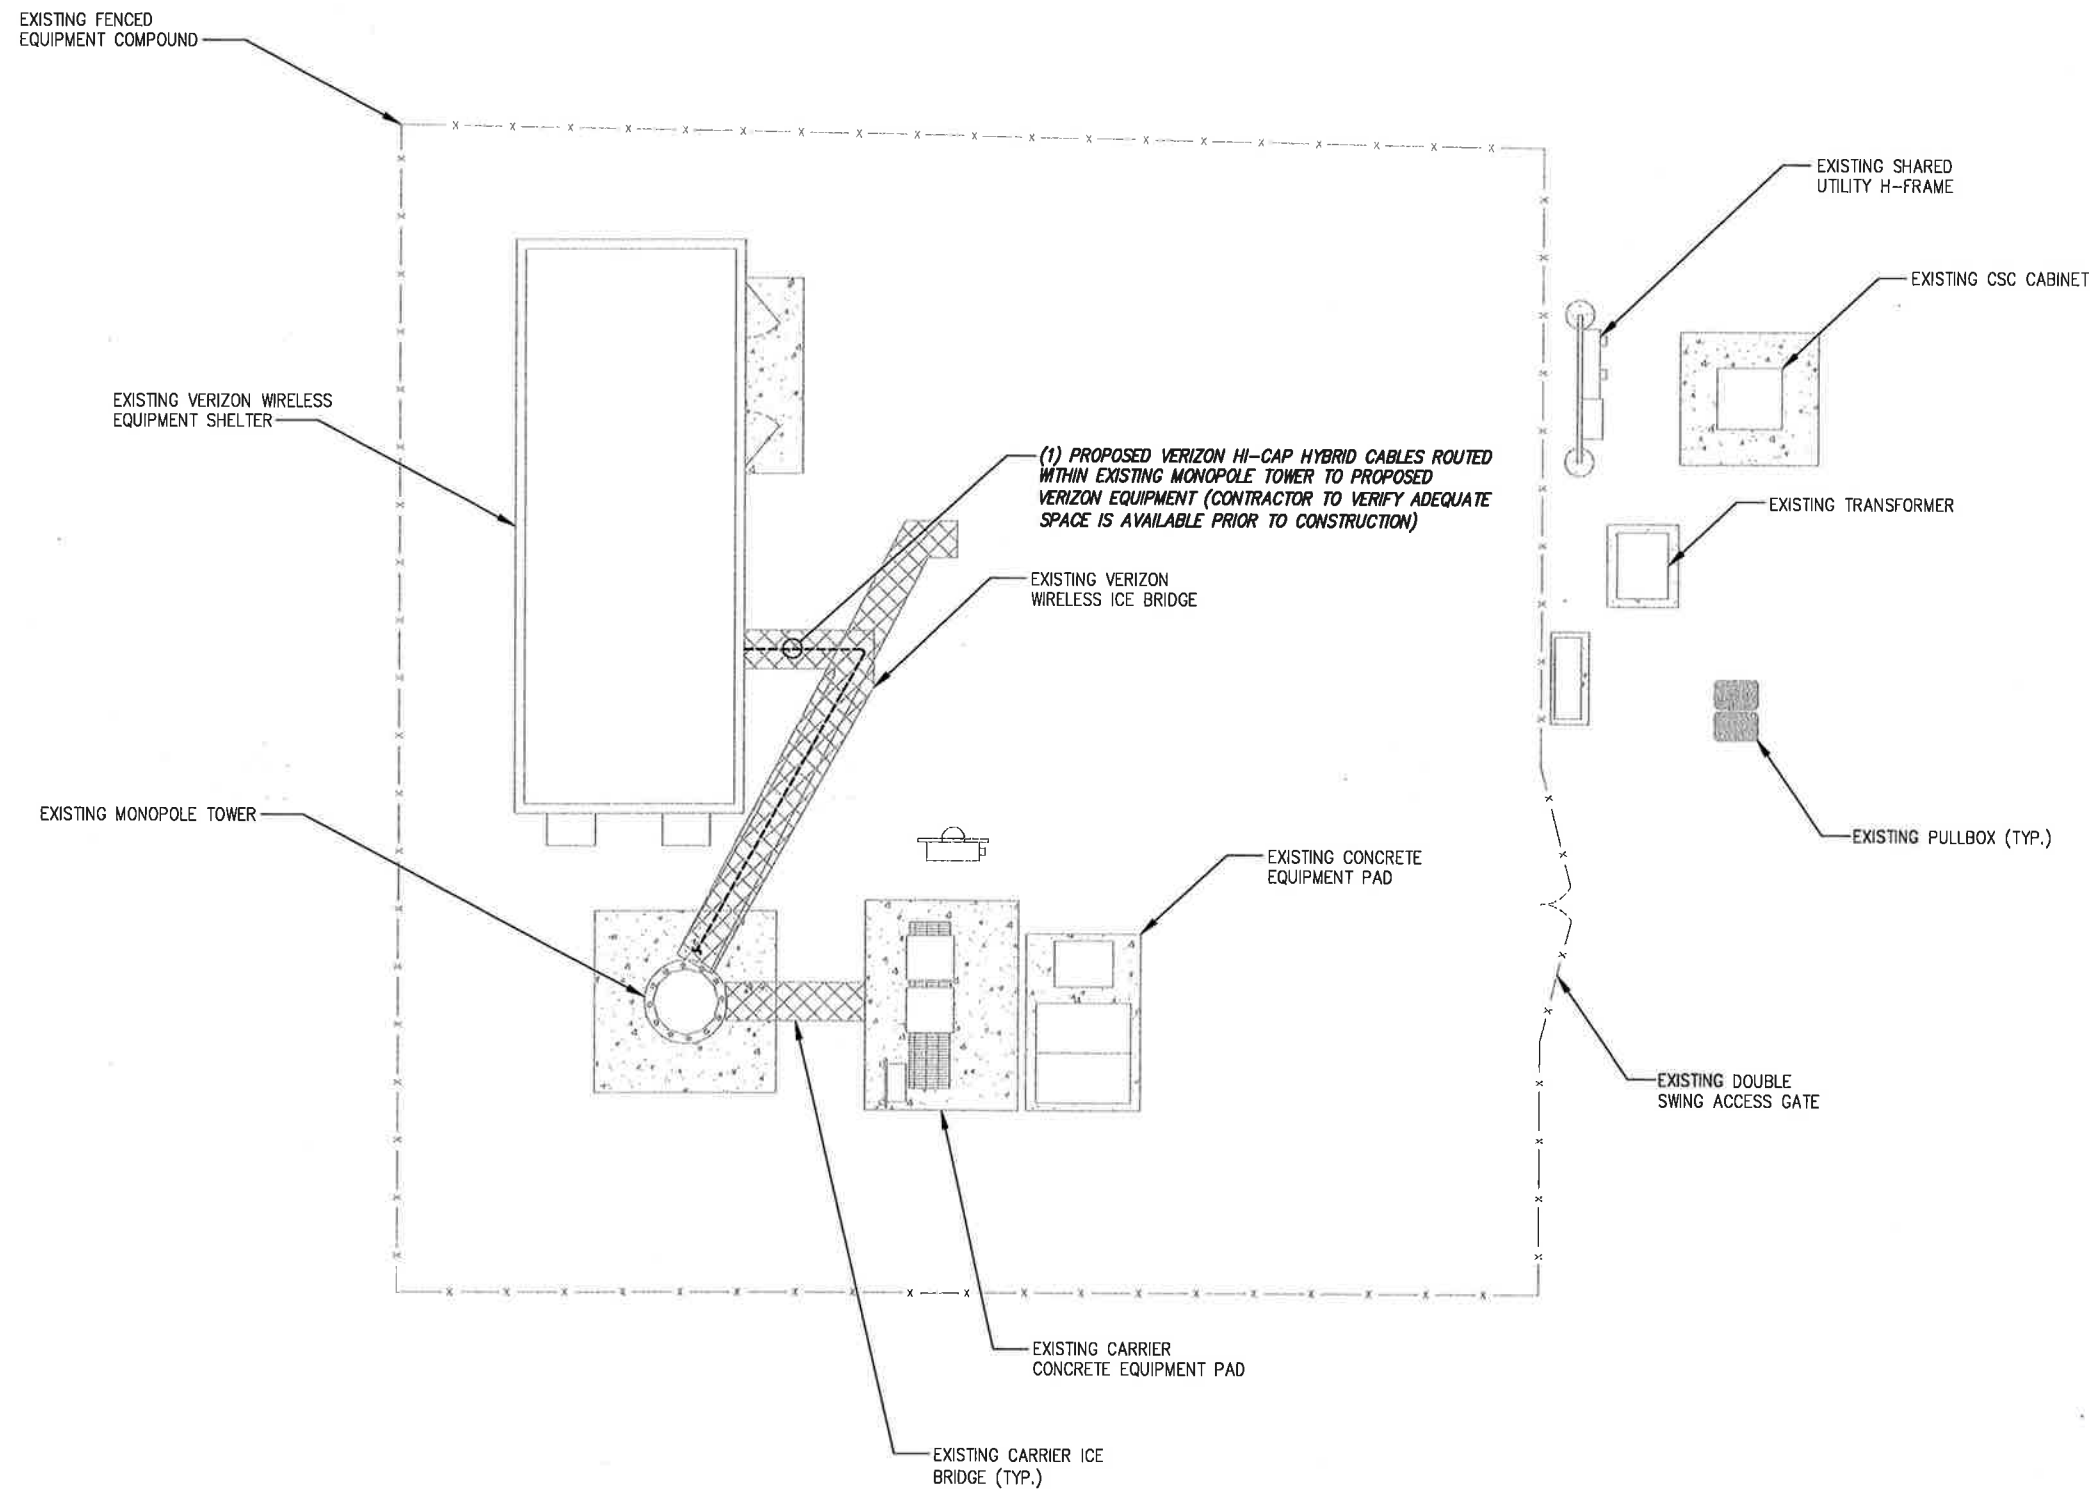 EXISTING FENCED
EQUIPMENT COMPOUND
EXISTING SHARED
UTILITY H-FRAME
EXISTING CSC CABINET
EXISTING VERIZON WIRELESS
EQUIPMENT SHELTER
(1) PROPOSED VERIZON HI-CAP HYBRID CABLES ROUTED
WITHIN EXISTING MONOPOLE TOWER TO PROPOSED
VERIZON EQUIPMENT (CONTRACTOR TO VERIFY ADEQUATE
SPACE IS AVAILABLE PRIOR TO CONSTRUCTION)
EXISTING TRANSFORMER
EXISTING VERIZON
WIRELESS ICE BRIDGE
EXISTING MONOPOLE TOWER
EXISTING PULLBOX (TYP.)
EXISTING CONCRETE
EQUIPMENT PAD
EXISTING DOUBLE
SWING ACCESS GATE
EXISTING CARRIER
CONCRETE EQUIPMENT PAD
EXISTING CARRIER ICE
BRIDGE (TYP.)